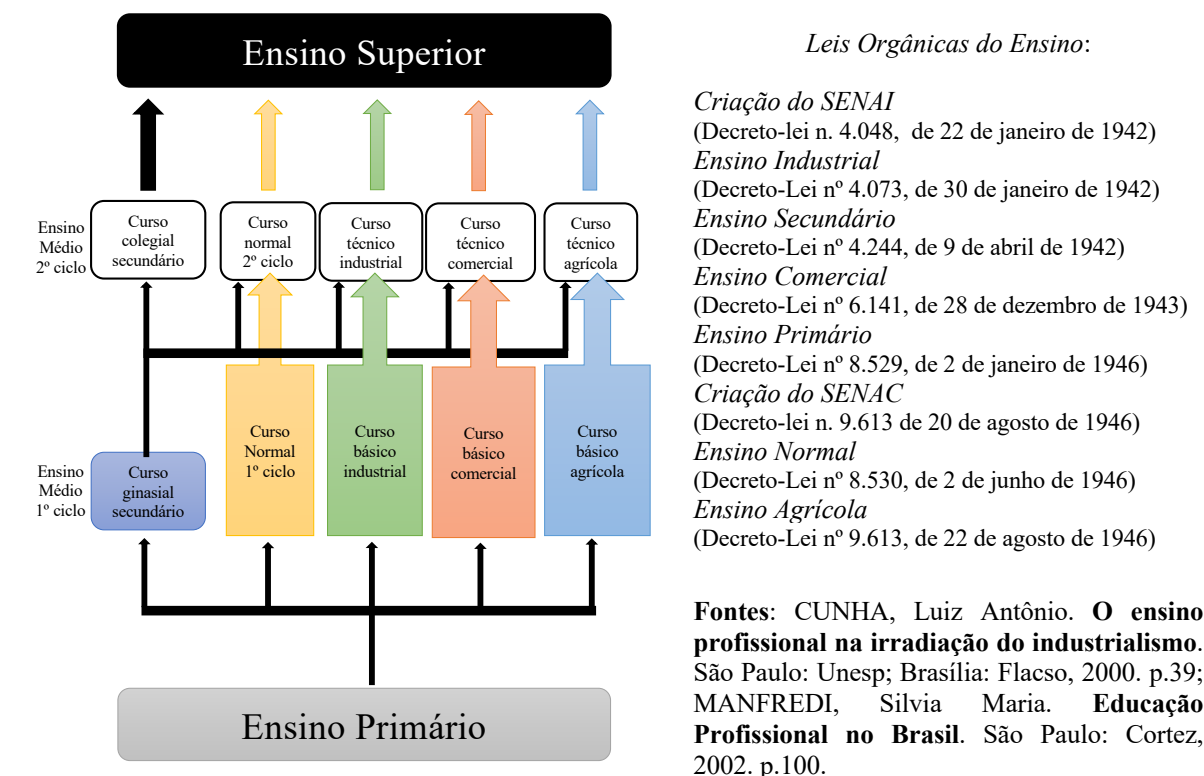 Ensino Superior
Ensino
Médio
2º ciclo
Curso
colegial
secundário
Curso
normal
2º ciclo
Curso
técnico
industrial
Curso
técnico
comercial
Curso
técnico
agrícola
Ensino
Médio
1º ciclo
Curso
ginasial
secundário
Curso
Normal
1º ciclo
Curso
básico
industrial
Curso
básico
comercial
Curso
básico
agrícola
Ensino Primário
Leis Orgânicas do Ensino:
Criação do SENAI
(Decreto-lei n. 4.048, de 22 de janeiro de 1942)
Ensino Industrial
(Decreto-Lei nº 4.073, de 30 de janeiro de 1942)
Ensino Secundário
(Decreto-Lei nº 4.244, de 9 de abril de 1942)
Ensino Comercial
(Decreto-Lei nº 6.141, de 28 de dezembro de 1943)
Ensino Primário
(Decreto-Lei nº 8.529, de 2 de janeiro de 1946)
Criação do SENAC
(Decreto-lei n. 9.613 de 20 de agosto de 1946)
Ensino Normal
(Decreto-Lei nº 8.530, de 2 de junho de 1946)
Ensino Agrícola
(Decreto-Lei nº 9.613, de 22 de agosto de 1946)
Fontes: CUNHA, Luiz Antônio. O ensino
profissional na irradiação do industrialismo.
São Paulo: Unesp; Brasília: Flacso, 2000. p.39;
MANFREDI, Silvia Maria. Educação
Profissional no Brasil. São Paulo: Cortez,
2002. p.100.